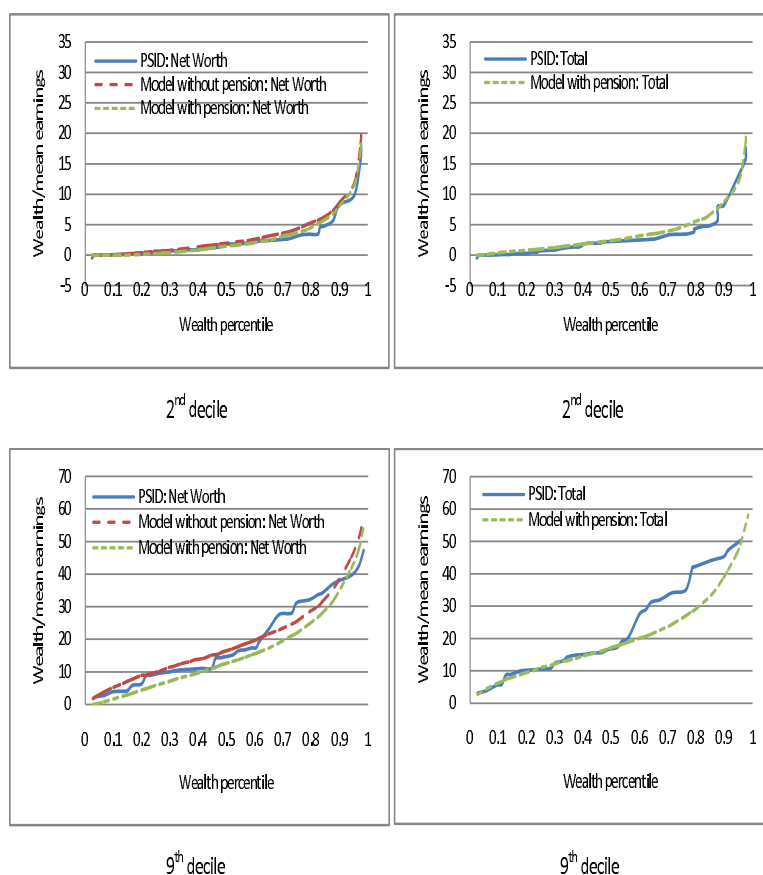 35
30
25
20
15
10
5
0
-5
Wealth/mean earnings
PSID: Net Worth
Model without pension: Net Worth
Model with pension: Net Worth
0 0.1 0.2 0.3 0.4 0.5 0.6 0.7 0.8 0.9 1
Wealth percentile
2nd decile
35
30
25
20
15
10
5
0
-5
Wealth/mean earnings
PSID: Total
Model with pension: Total
0 0.1 0.2 0.3 0.4 0.5 0.6 0.7 0.8 0.9 1
Wealth percentile
2nd decile
70
60
50
40
30
20
10
0
Wealth/mean earnings
PSID: Net Worth
Model without pension: Net Worth
Model with pension: Net Worth
0 0.1 0.2 0.3 0.4 0.5 0.6 0.7 0.8 0.9 1
Wealth percentile
9th decile
70
60
50
40
30
20
10
0
Wealth/mean earnings
PSID: Total
Model with pension: Total
0 0.1 0.2 0.3 0.4 0.5 0.6 0.7 0.8 0.9 1
Wealth percentile
9th decile